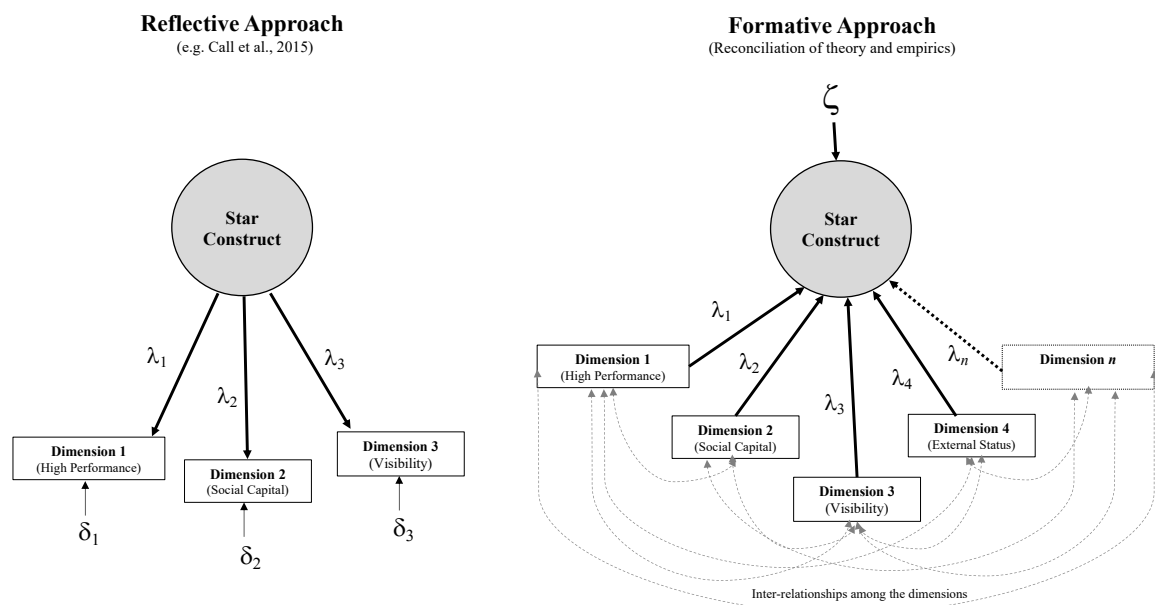 Reflective Approach
(e.g. Call et al., 2015)
Star
Construct
λ1
λ2
λ3
Dimension 1
(High Performance)
Dimension 2
(Social Capital)
Dimension 3
(Visibility)
δ1
δ2
δ3
Formative Approach
(Reconciliation of theory and empirics)
ζ
Star
Construct
λ1
λ2
λ3
λ4
λn
Dimension 1
(High Performance)
Dimension 2
(Social Capital)
Dimension 3
(Visibility)
Dimension 4
(External Status)
Dimension n
Inter-relationships among the dimensions